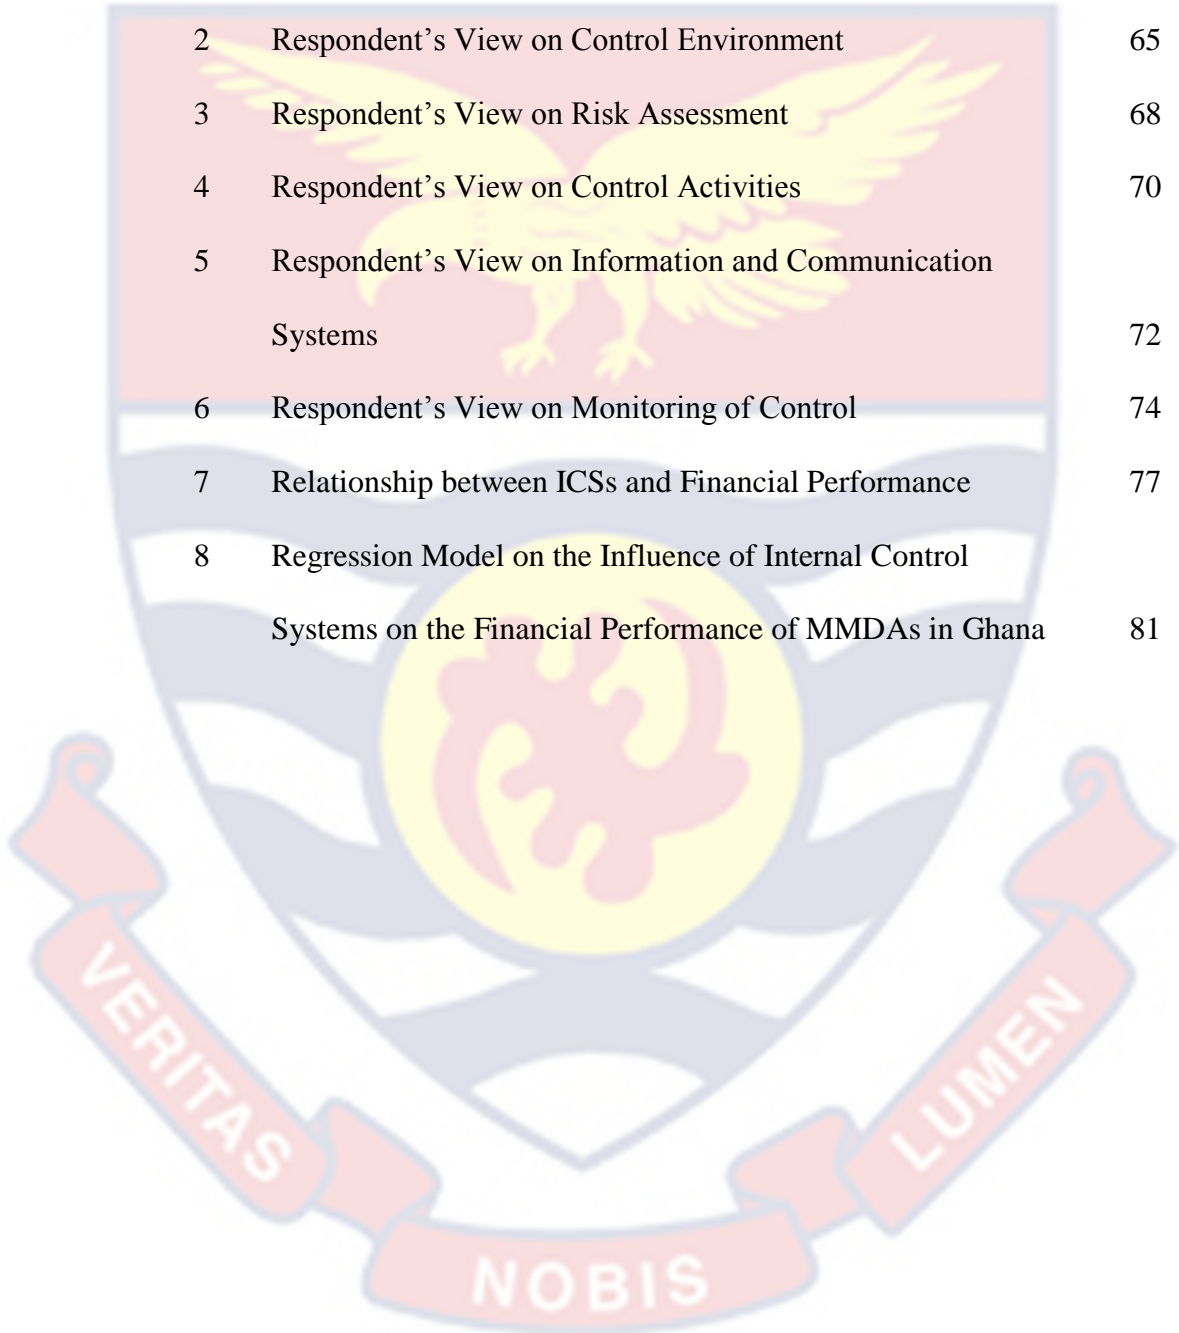 2 Respondent’s View on Control Environment 65
3 Respondent’s View on Risk Assessment 68
4 Respondent’s View on Control Activities 70
5 Respondent’s View on Information and Communication
Systems 72
6 Respondent’s View on Monitoring of Control 74
7 Relationship between ICSs and Financial Performance 77
8 Regression Model on the Influence of Internal Control
Systems on the Financial Performance of MMDAs in Ghana 81
VERITAS
NOBIS
LUMEN